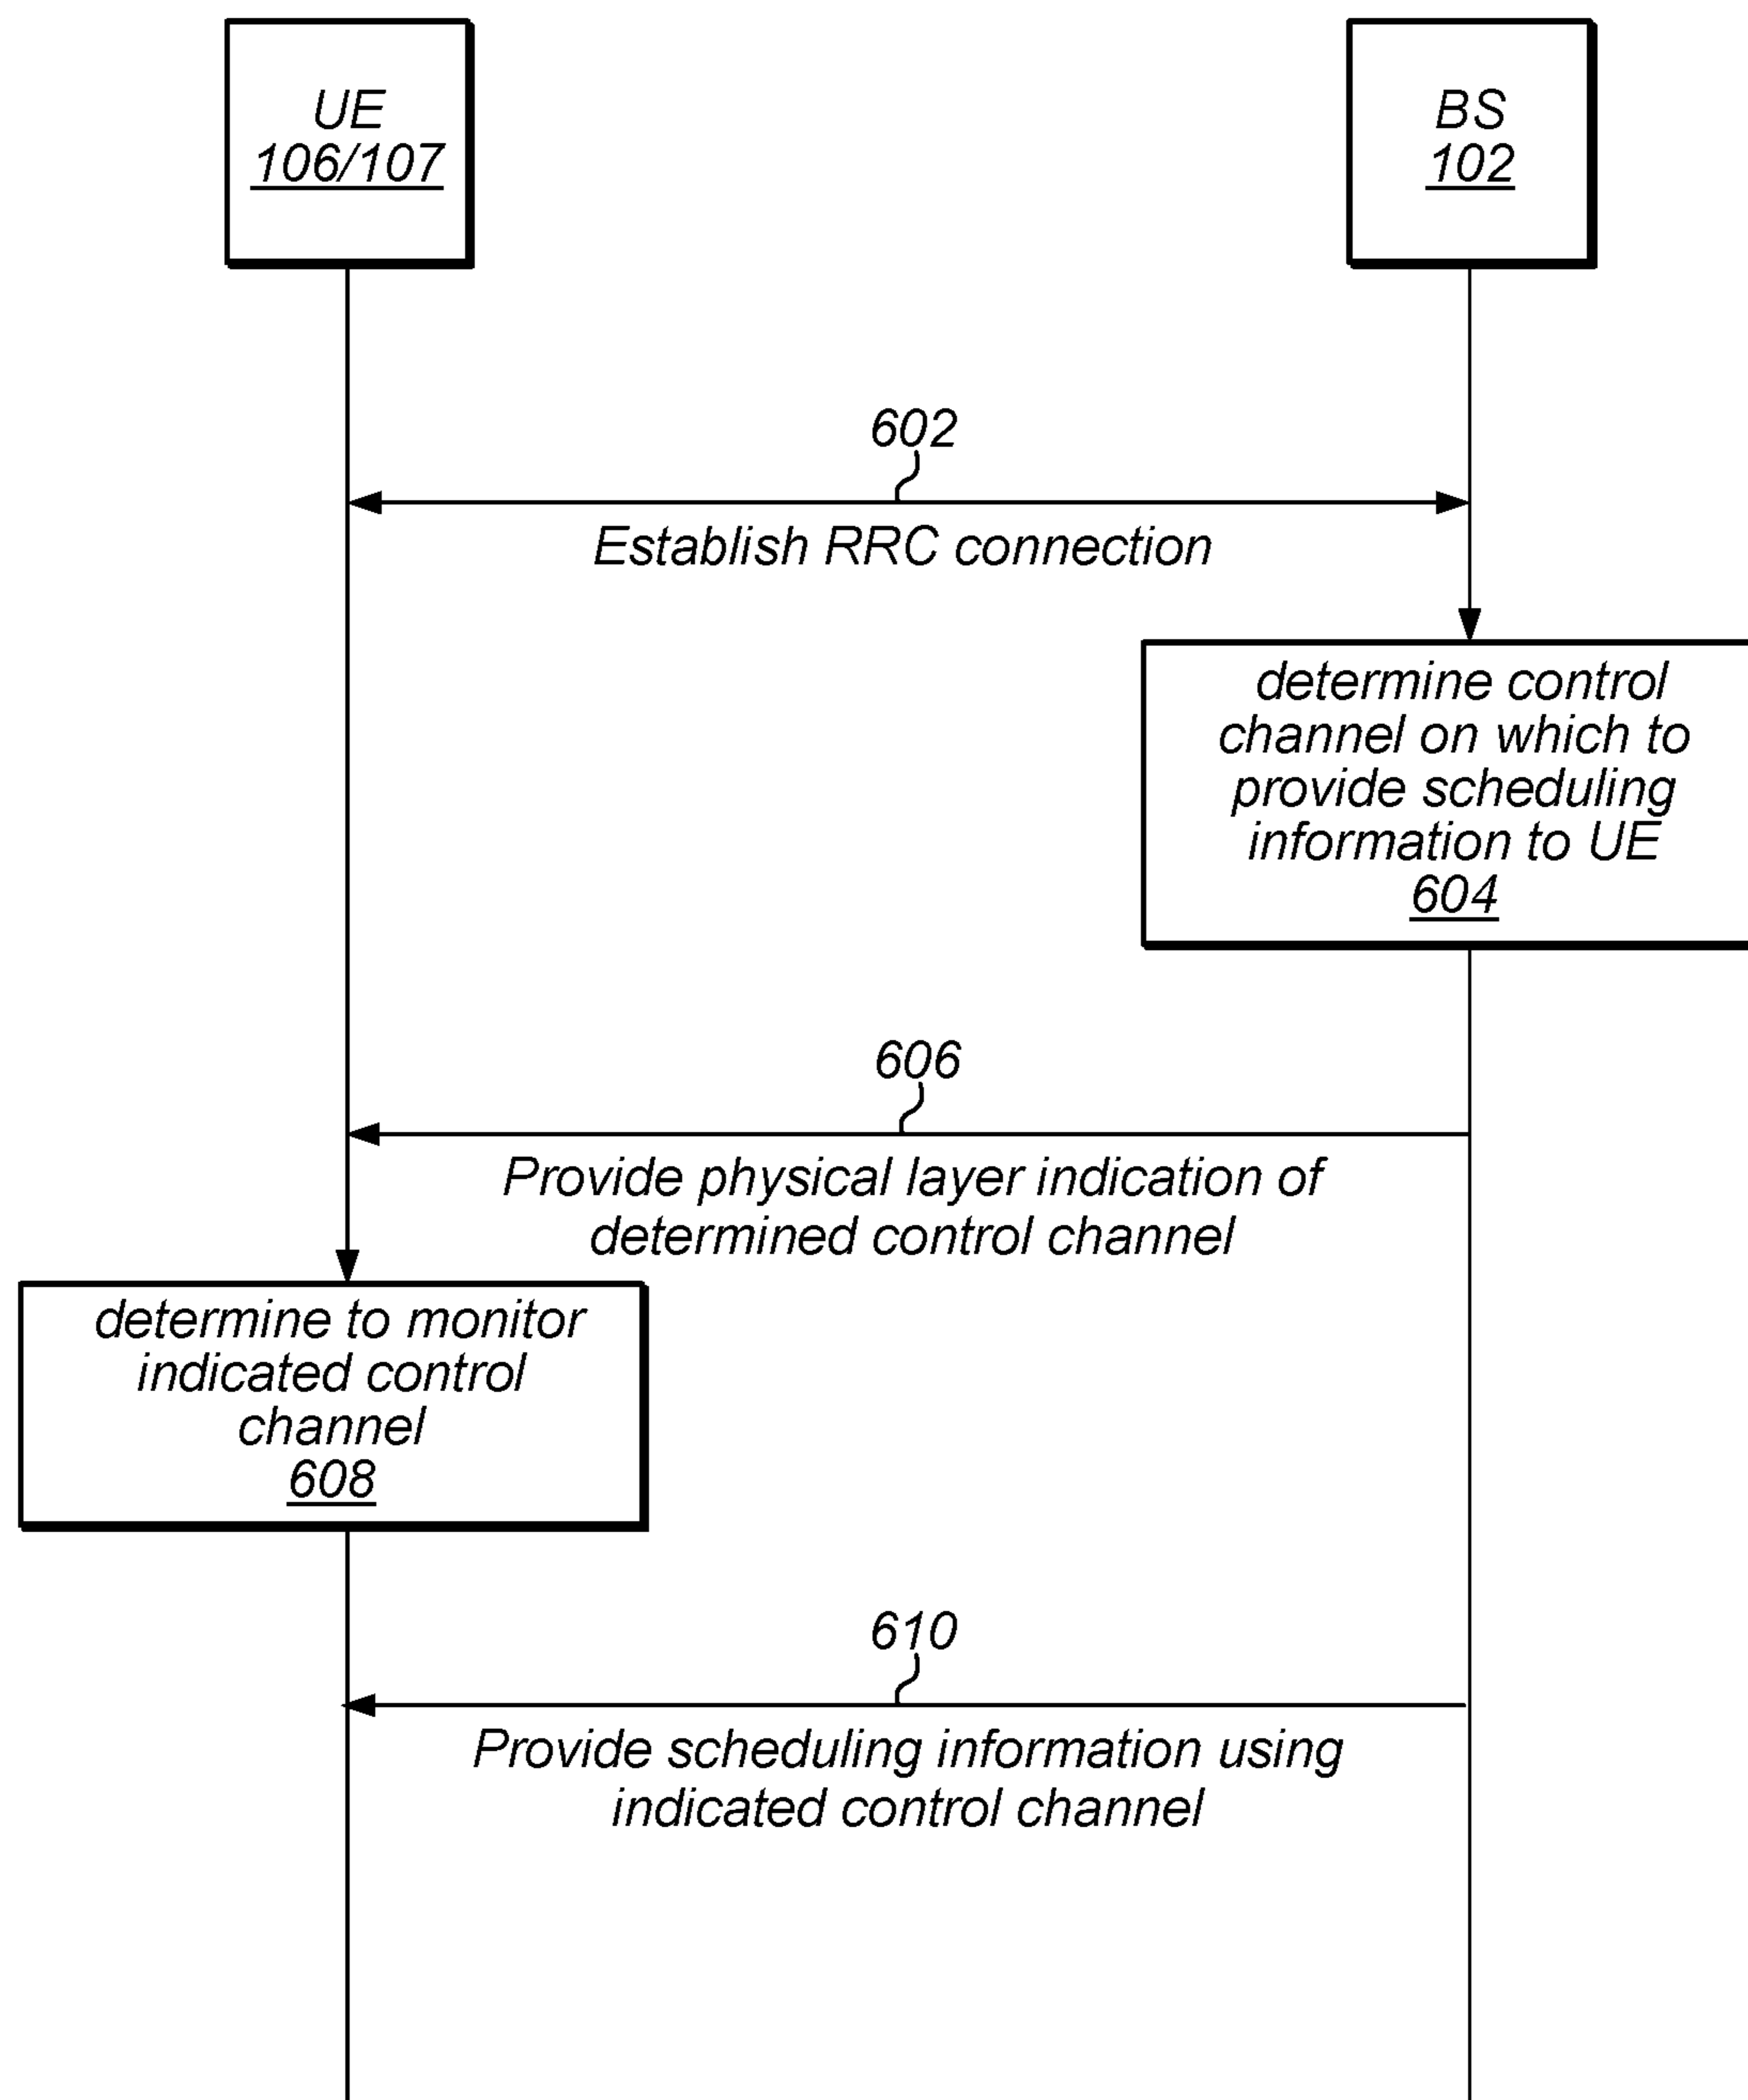 UE
106/107
BS
102
602
Establish RRC connection
determine control
channel on which to
provide scheduling
information to UE
604
606
Provide physical layer indication of
determined control channel
determine to monitor
indicated control
channel
608
610
Provide scheduling information using
indicated control channel